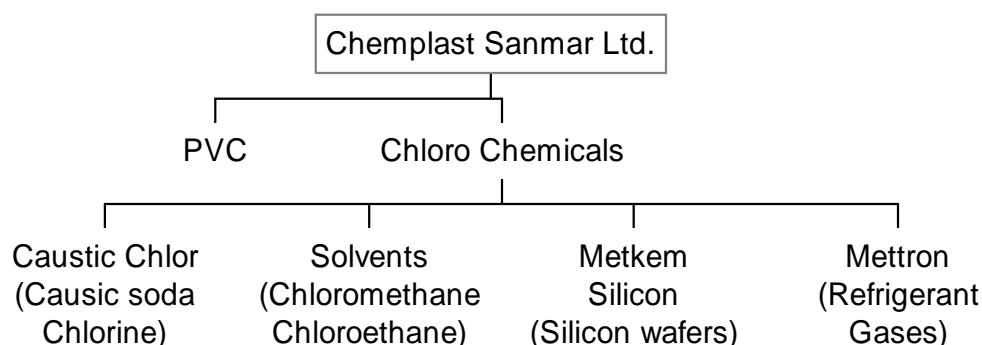 Chemplast Sanmar Ltd.
PVC
Chloro Chemicals
Caustic Chlor
(Causic soda
Chlorine)
Solvents
(Chloromethane
Chloroethane)
Metkem
Silicon
(Silicon wafers)
Mettron
(Refrigerant
Gases)